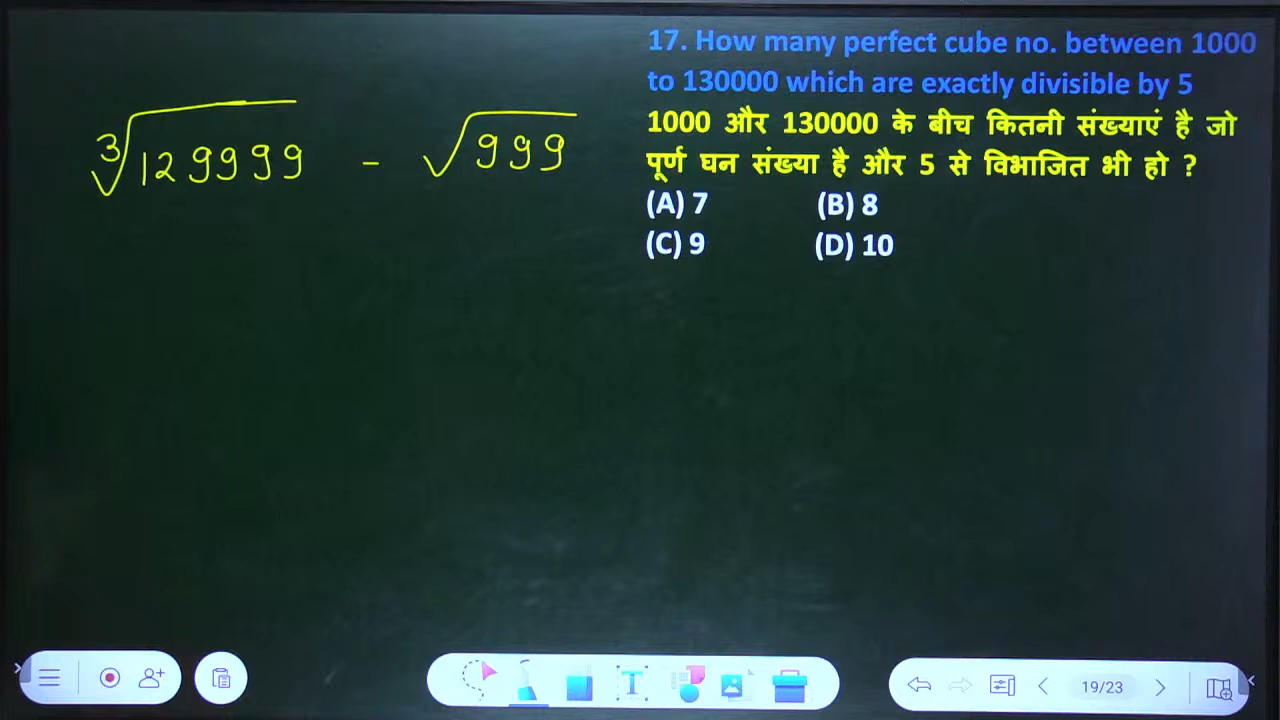 17. How many perfect cube no. between 1000
to 130000 which are exactly divisible by 5
1000 और 130000 के बीच कितनी संख्याएं है जो
पूर्ण घन संख्या है और 5 से विभाजित भी हो ?
(A) 7 (B) 8
(C) 9 (D) 10
∛129999 - √999
T
19/23